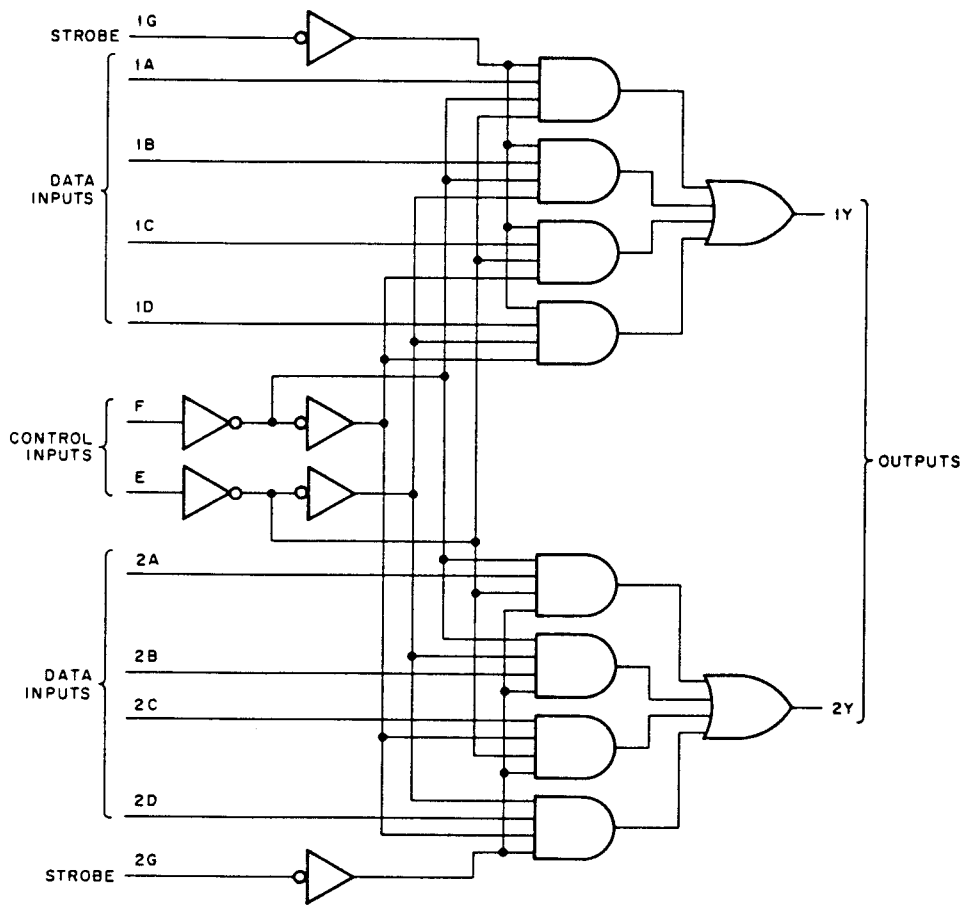 STROBE
1G
1A
1B
DATA
INPUTS
1C
1D
F
CONTROL
INPUTS
E
1Y
OUTPUTS
2A
2B
DATA
INPUTS
2C
2D
2Y
STROBE
2G